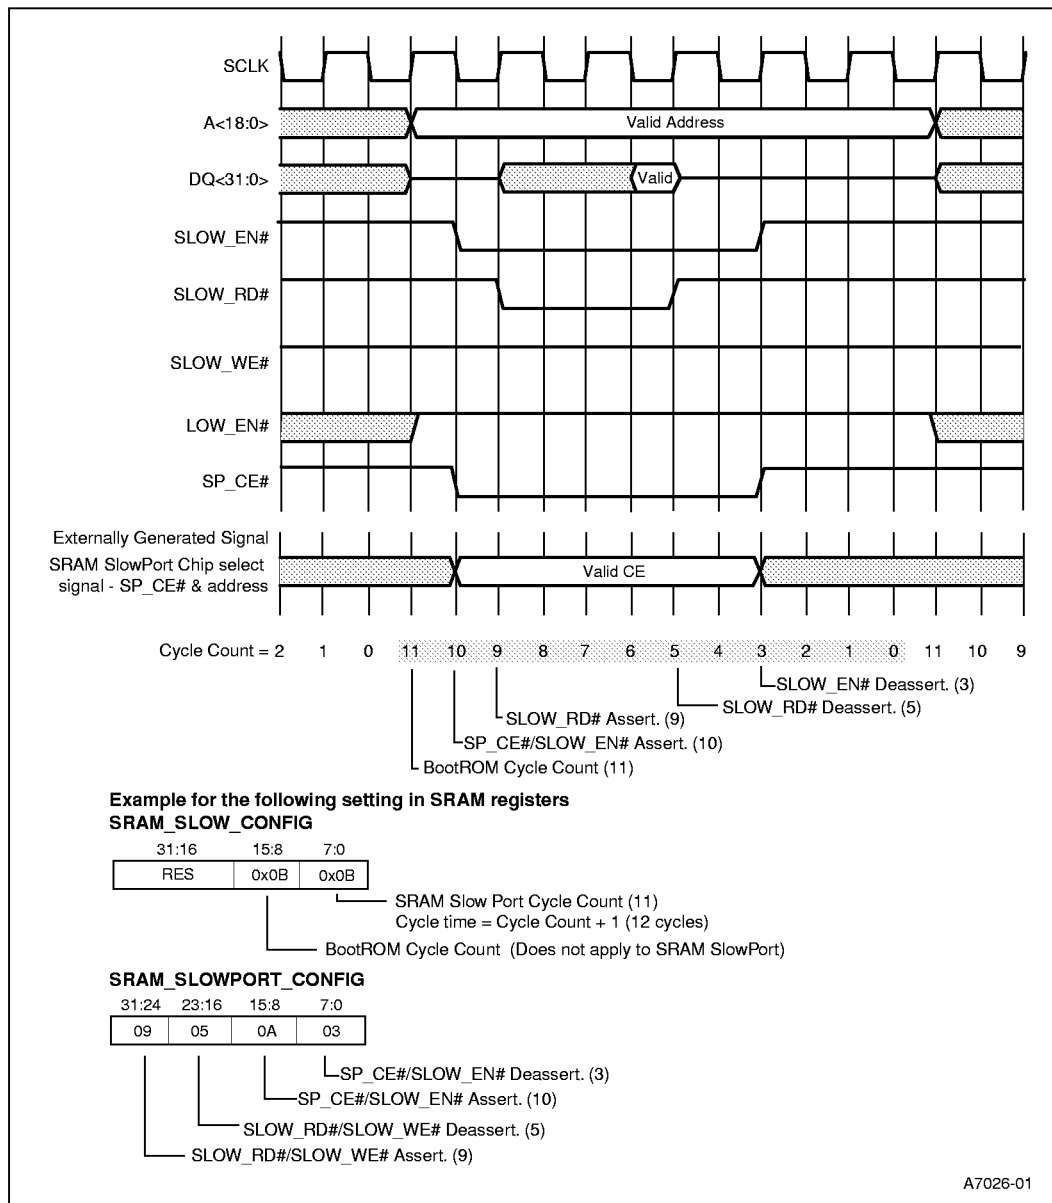 SCLK
A<18:0>
Valid Address
DQ<31:0>
Valid
SLOW_EN#
SLOW_RD#
SLOW_WE#
LOW_EN#
SP_CE#
Externally Generated Signal
SRAM SlowPort Chip select
signal - SP_CE# & address
Valid CE
Cycle Count = 2 1 0 11 10 9 8 7 6 5 4 3 2 1 0 11 10 9
SLOW_EN# Deassert. (3)
SLOW_RD# Deassert. (5)
SLOW_RD# Assert. (9)
SP_CE#/SLOW_EN# Assert. (10)
BootROM Cycle Count (11)
Example for the following setting in SRAM registers
SRAM_SLOW_CONFIG
31:16 15:8 7:0
RES 0x0B 0x0B
SRAM Slow Port Cycle Count (11)
Cycle time = Cycle Count + 1 (12 cycles)
BootROM Cycle Count (Does not apply to SRAM SlowPort)
SRAM_SLOWPORT_CONFIG
31:24 23:16 15:8 7:0
09 05 0A 03
SP_CE#/SLOW_EN# Deassert. (3)
SP_CE#/SLOW_EN# Assert. (10)
SLOW_RD#/SLOW_WE# Deassert. (5)
SLOW_RD#/SLOW_WE# Assert. (9)
A7026-01